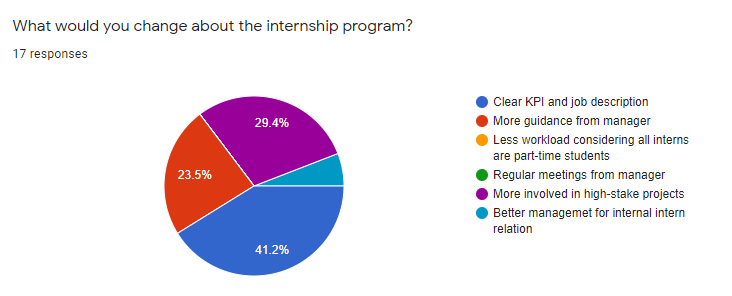 What would you change about the internship program?
17 responses
29.4%
23.5%
41.2%
Clear KPI and job description
More guidance from manager
Less workload considering all interns
are part-time students
Regular meetings from manager
More involved in high-stake projects
Better managemet for internal intern
relation